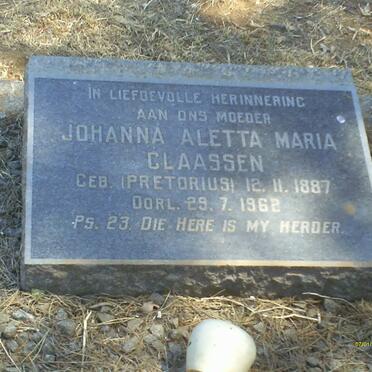 IN LIEFDEVOLLE HERINNERING
AAN ONS MOEDER
JOHANNA ALETTA MARIA
CLAASSEN
GEB. (PRETORIUS) 12.11.1887
OORL. 29.7.1962
PS. 23. DIE HERE IS MY HERDER.